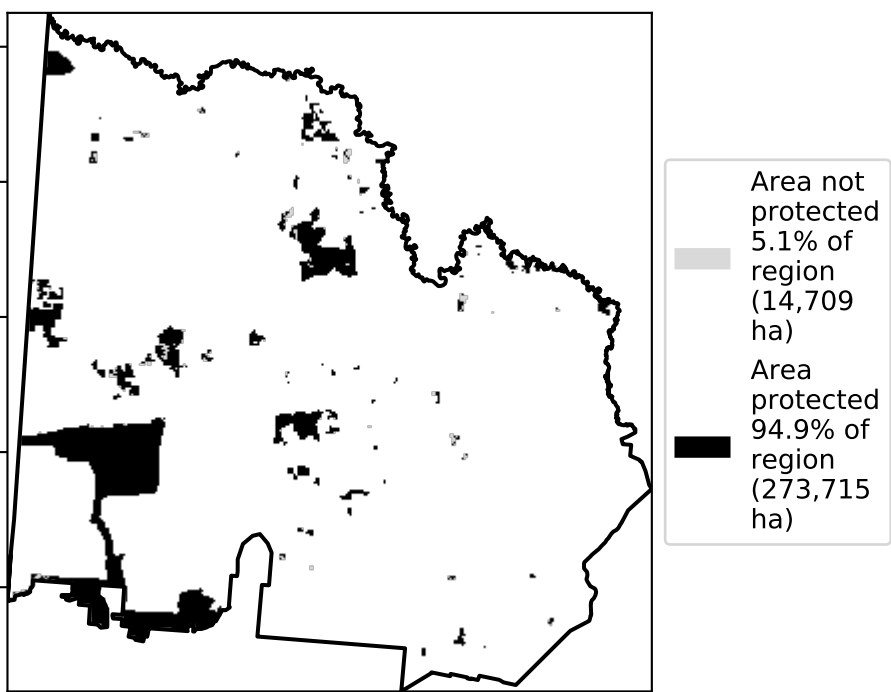 Area not
protected
5.1% of
region
(14,709
ha)
Area
protected
94.9% of
region
(273,715
ha)